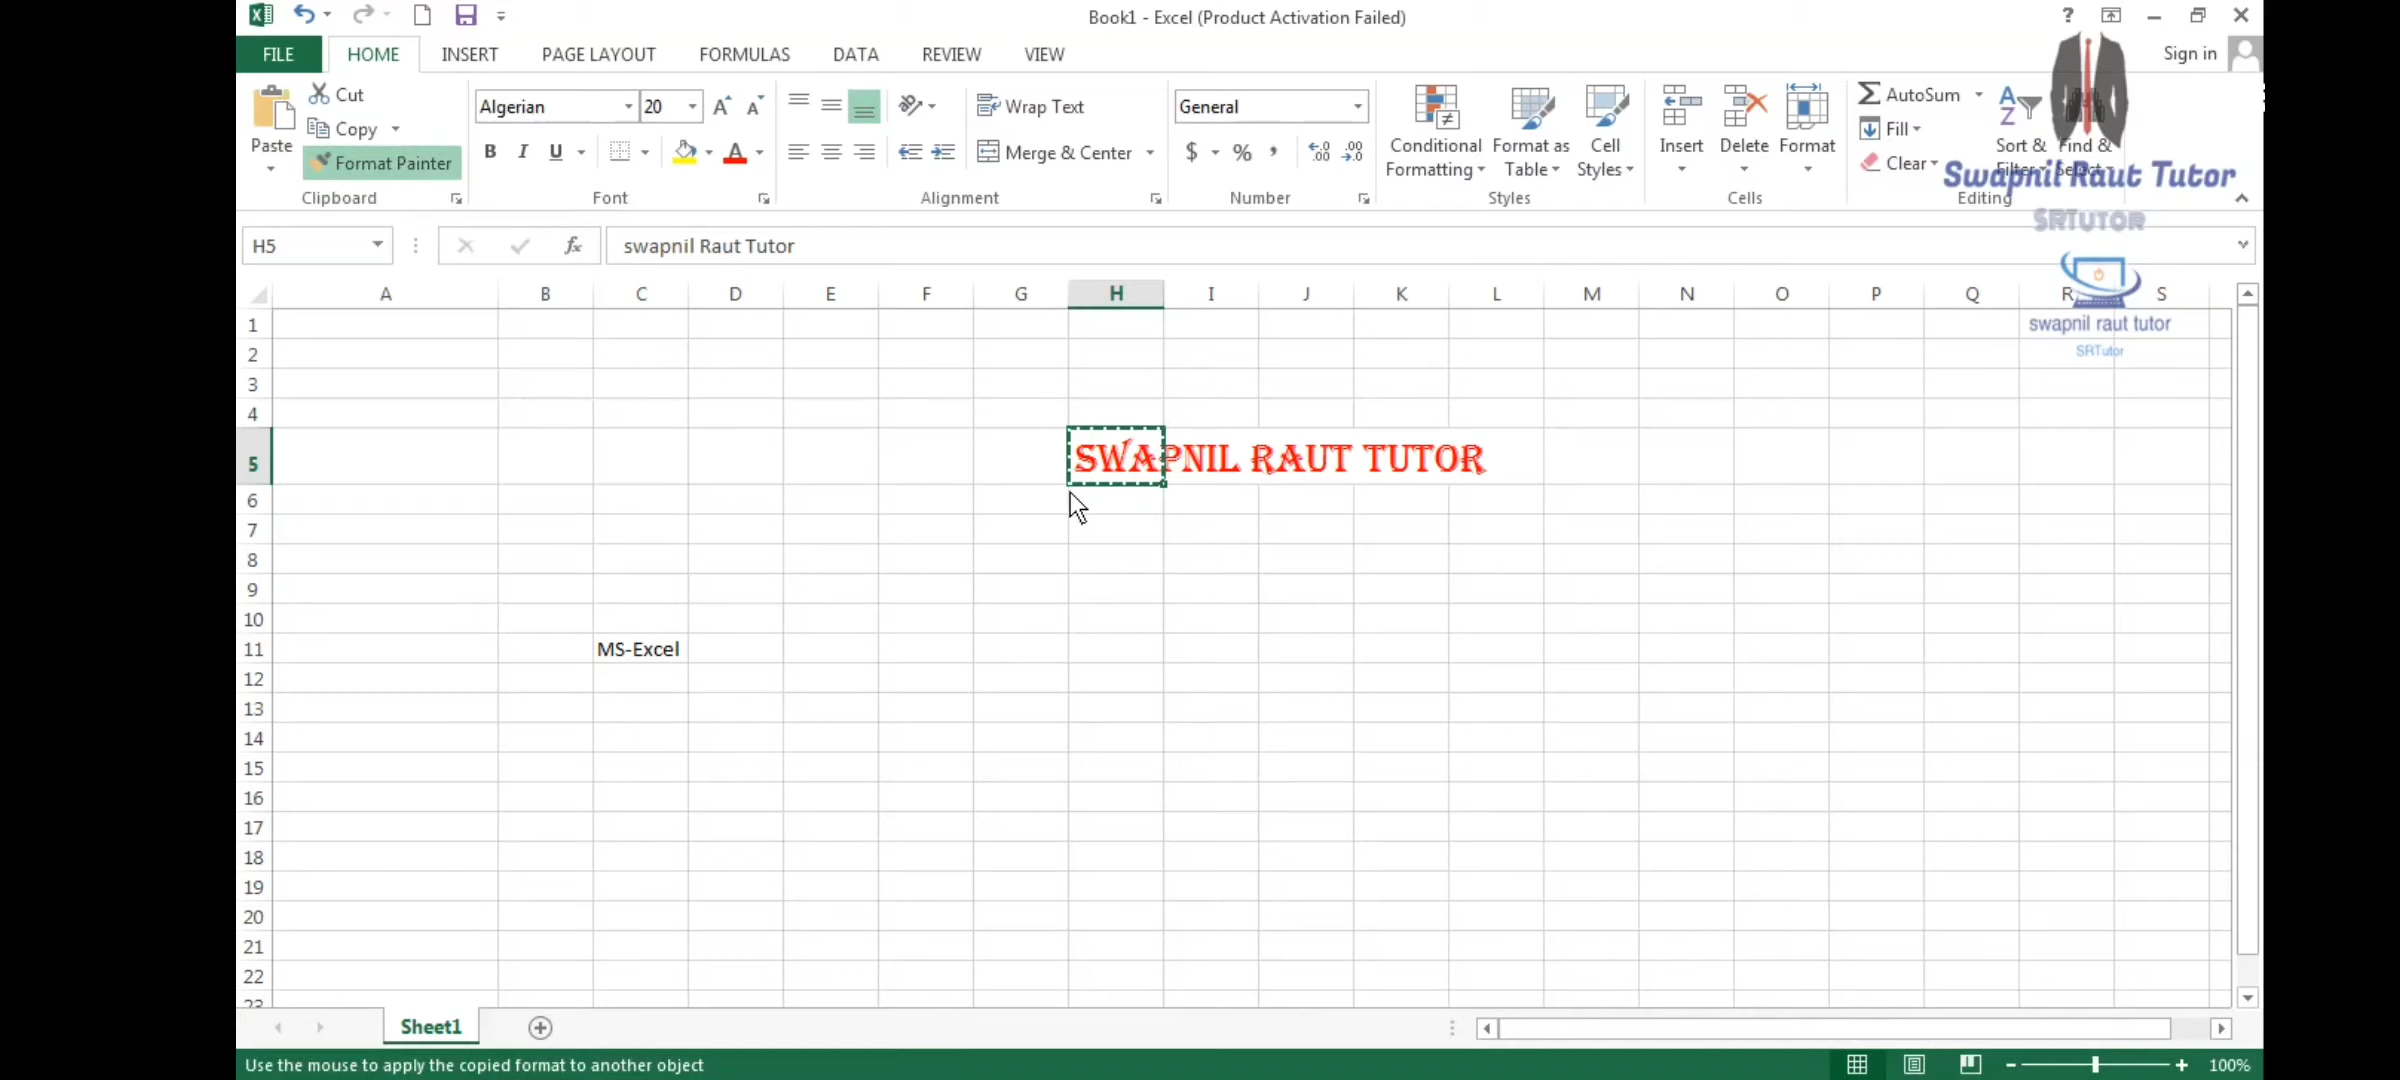 Book1 - Excel (Product Activation Failed)
FILE HOME INSERT PAGE LAYOUT FORMULAS DATA REVIEW VIEW Sign in
Paste
Cut
Copy
Format Painter
Clipboard
Algerian 20
B I U
Font
Wrap Text
Merge & Center
Alignment
General
$ % ,
Number
Conditional Formatting
Format as Table
Cell Styles
Styles
Insert Delete Format
Cells
AutoSum
Fill
Clear
Sort & Filter
Find & Select
Editing
Swapnil Raut Tutor
SRTUTOR
H5 fx swapnil Raut Tutor
A B C D E F G H I J K L M N O P Q R S
swapnil raut tutor
SRTutor
1
2
3
4
5 SWAPNIL RAUT TUTOR
6
7
8
9
10
11 MS-Excel
12
13
14
15
16
17
18
19
20
21
22
23
Sheet1
Use the mouse to apply the copied format to another object 100%